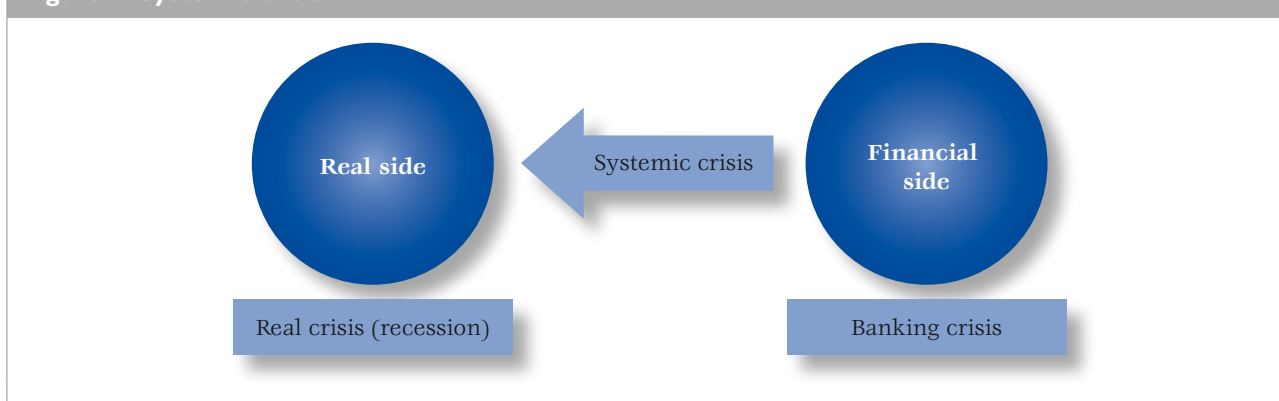 Real side
Systemic crisis
Financial
side
Real crisis (recession)
Banking crisis